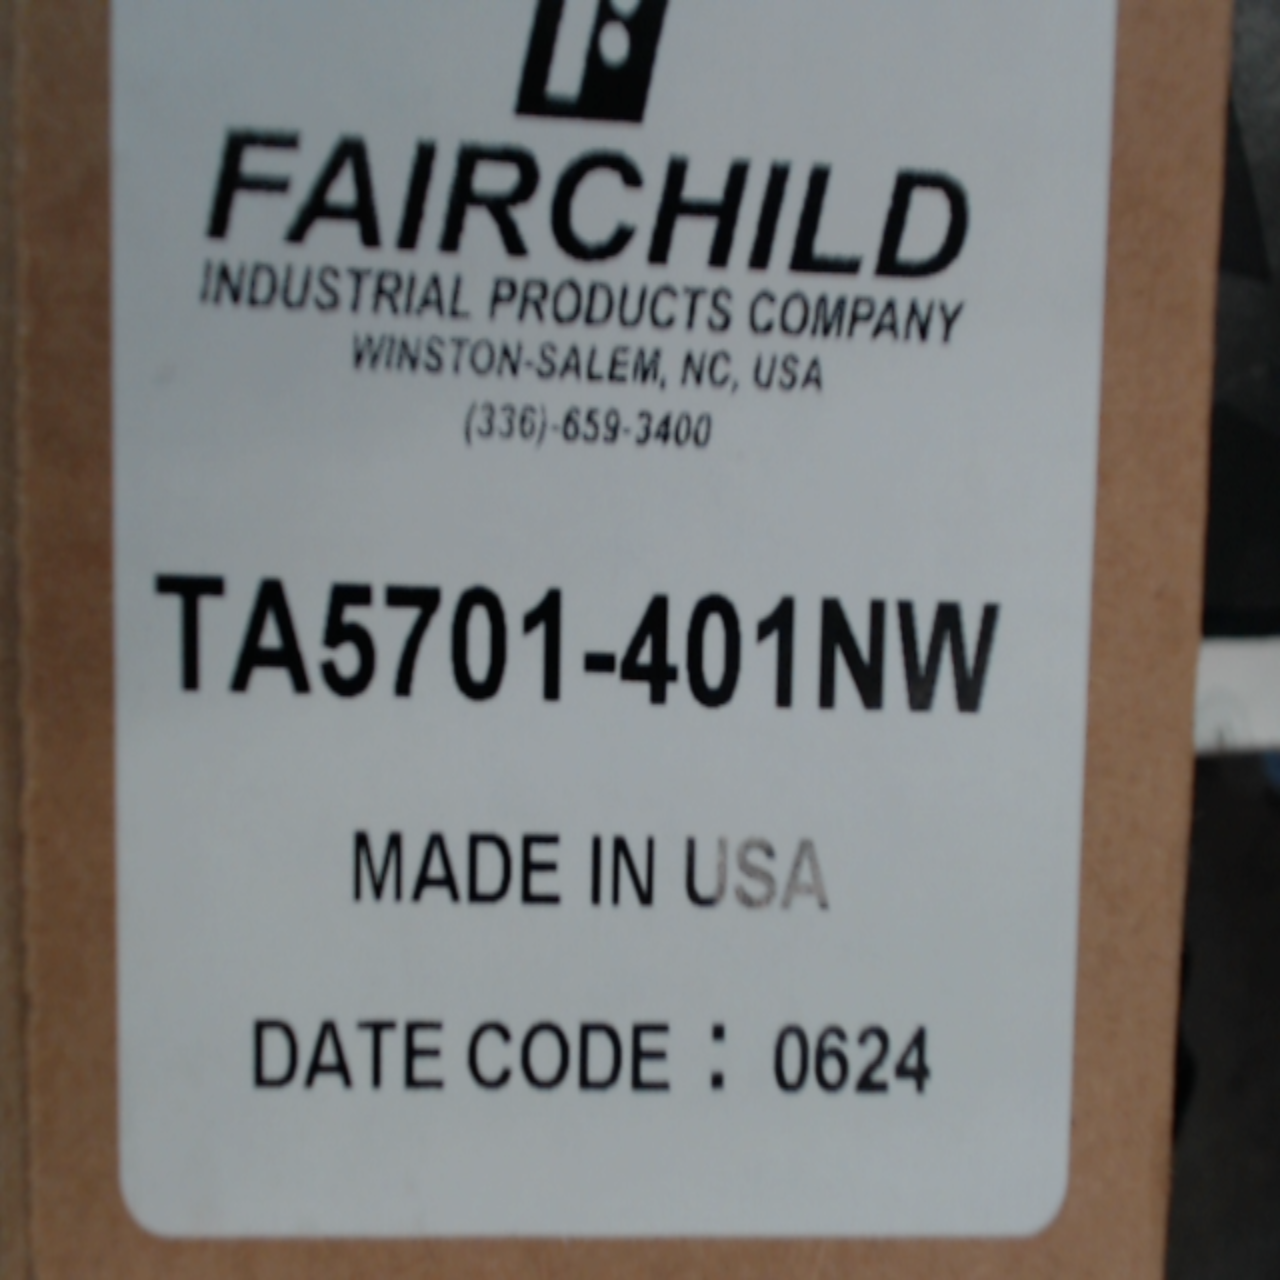 FAIRCHILD
INDUSTRIAL PRODUCTS COMPANY
WINSTON-SALEM, NC, USA
(336)-659-3400
TA5701-401NW
MADE IN USA
DATE CODE : 0624